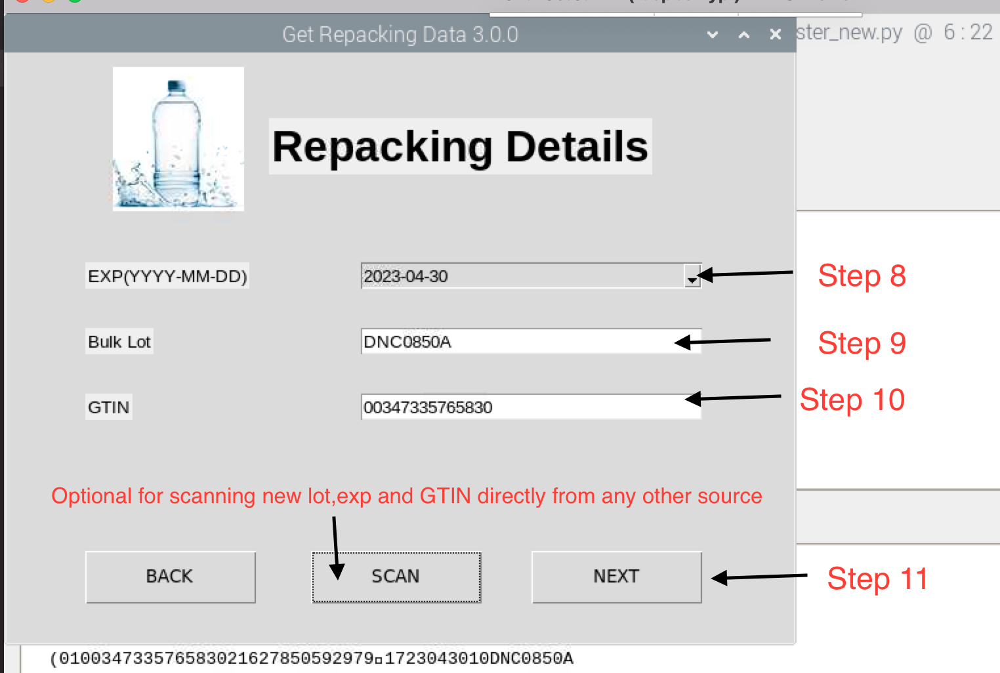 Get Repacking Data 3.0.0
ster_new.py @ 6 : 22
Repacking Details
EXP(YYYY-MM-DD)
2023-04-30
Step 8
Bulk Lot
DNC0850A
Step 9
GTIN
00347335765830
Step 10
Optional for scanning new lot,exp and GTIN directly from any other source
BACK
SCAN
NEXT
Step 11
(010034733576583021627850592979▯1723043010DNC0850A